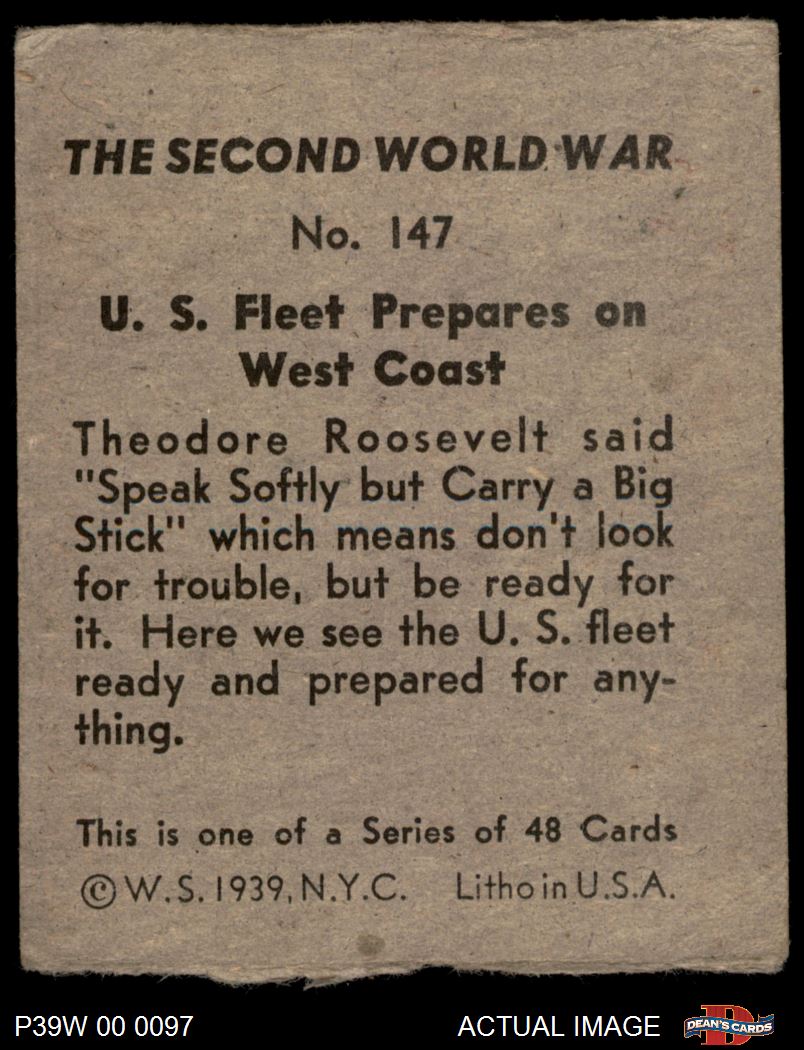 THE SECOND WORLD WAR
No. 147
U. S. Fleet Prepares on
West Coast
Theodore Roosevelt said
"Speak Softly but Carry a Big
Stick" which means don't look
for trouble, but be ready for
it. Here we see the U. S. fleet
ready and prepared for any-
thing.
This is one of a Series of 48 Cards
©W.S. 1939, N.Y.C. Litho in U.S.A.
P39W 00 0097 ACTUAL IMAGE DEAN'S CARDS